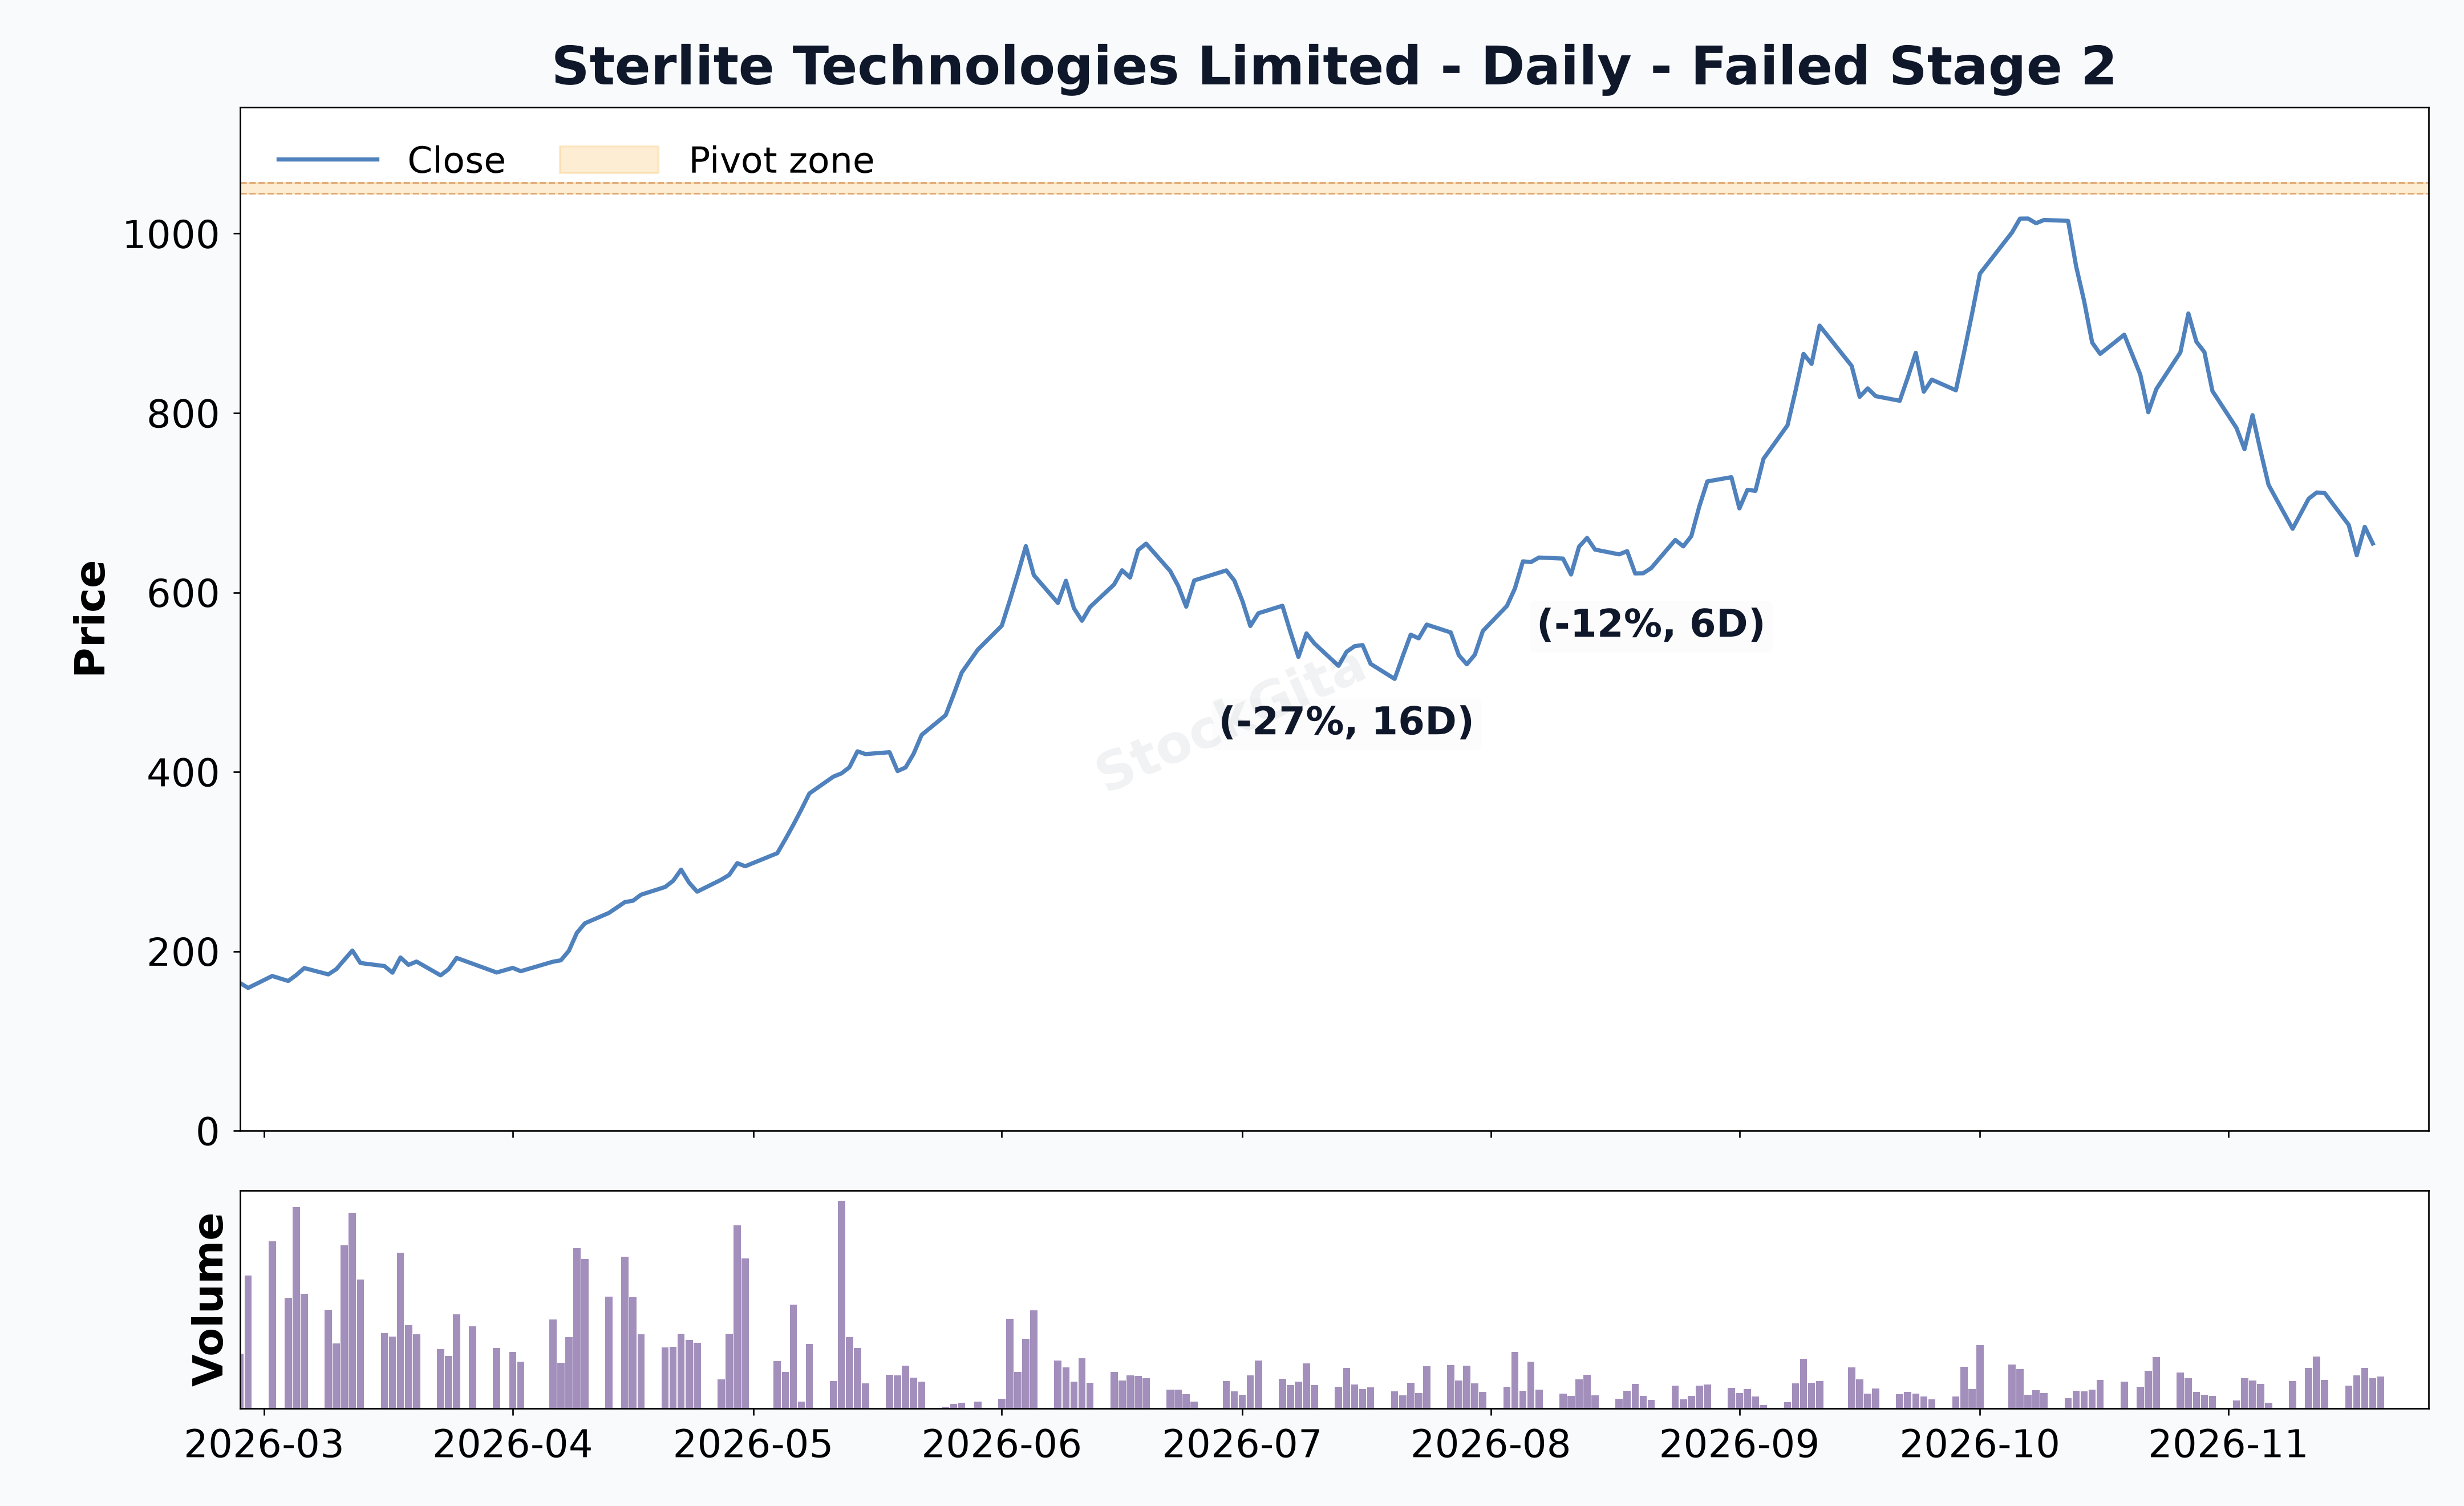 Sterlite Technologies Limited - Daily - Failed Stage 2
Close
Pivot zone
Price
1000
800
600
400
200
0
(-12%, 6D)
(-27%, 16D)
StockGita
Volume
2026-03
2026-04
2026-05
2026-06
2026-07
2026-08
2026-09
2026-10
2026-11